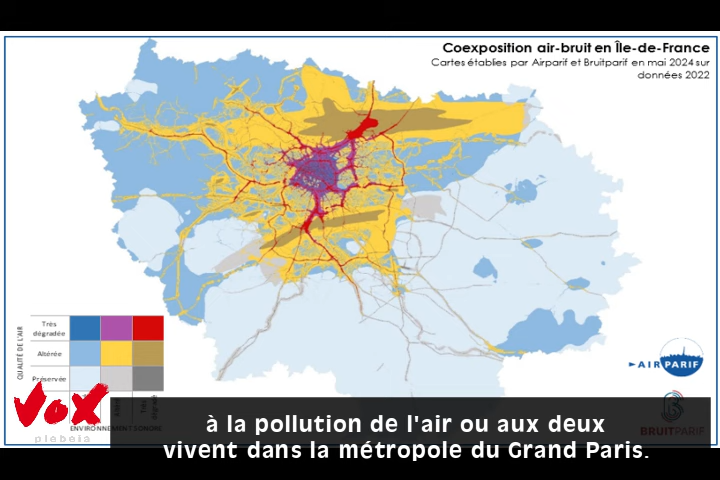 Coexposition air-bruit en Île-de-France
Cartes établies par Airparif et Bruitparif en mai 2024 sur
données 2022
QUALITÉ DE L'AIR
Très
dégradée
Altérée
Préservée
ENVIRONNEMENT SONORE
AIRPARIF
BRUITPARIF
VoX
plebeia
à la pollution de l'air ou aux deux
vivent dans la métropole du Grand Paris.